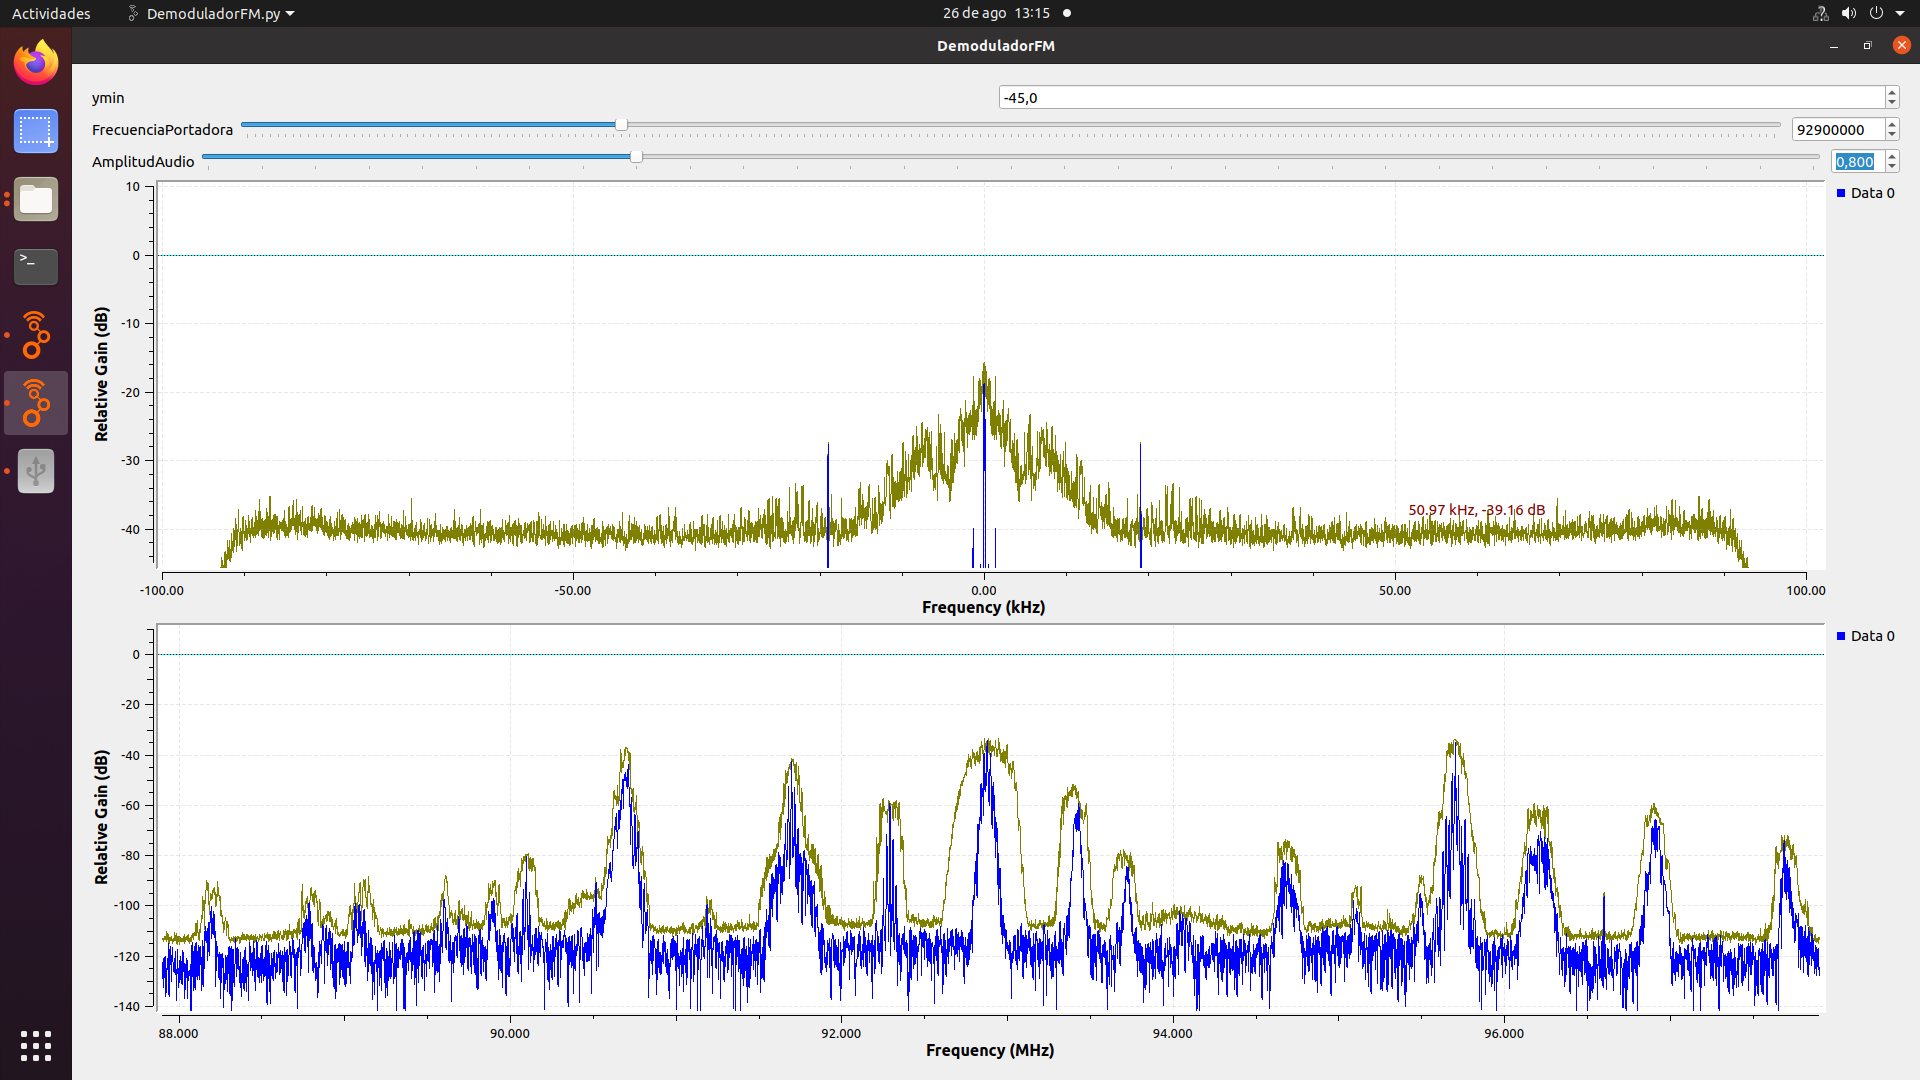 Actividades DemoduladorFM.py 26 de ago 13:15
DemoduladorFM
ymin -45,0
FrecuenciaPortadora 92900000
AmplitudAudio 0,800
Data 0
10
0
-10
-20
-30
-40
Relative Gain (dB)
50.97 kHz, -39.16 dB
-100.00 -50.00 0.00 50.00 100.00
Frequency (kHz)
Data 0
0
-20
-40
-60
-80
-100
-120
-140
Relative Gain (dB)
88.000 90.000 92.000 94.000 96.000
Frequency (MHz)